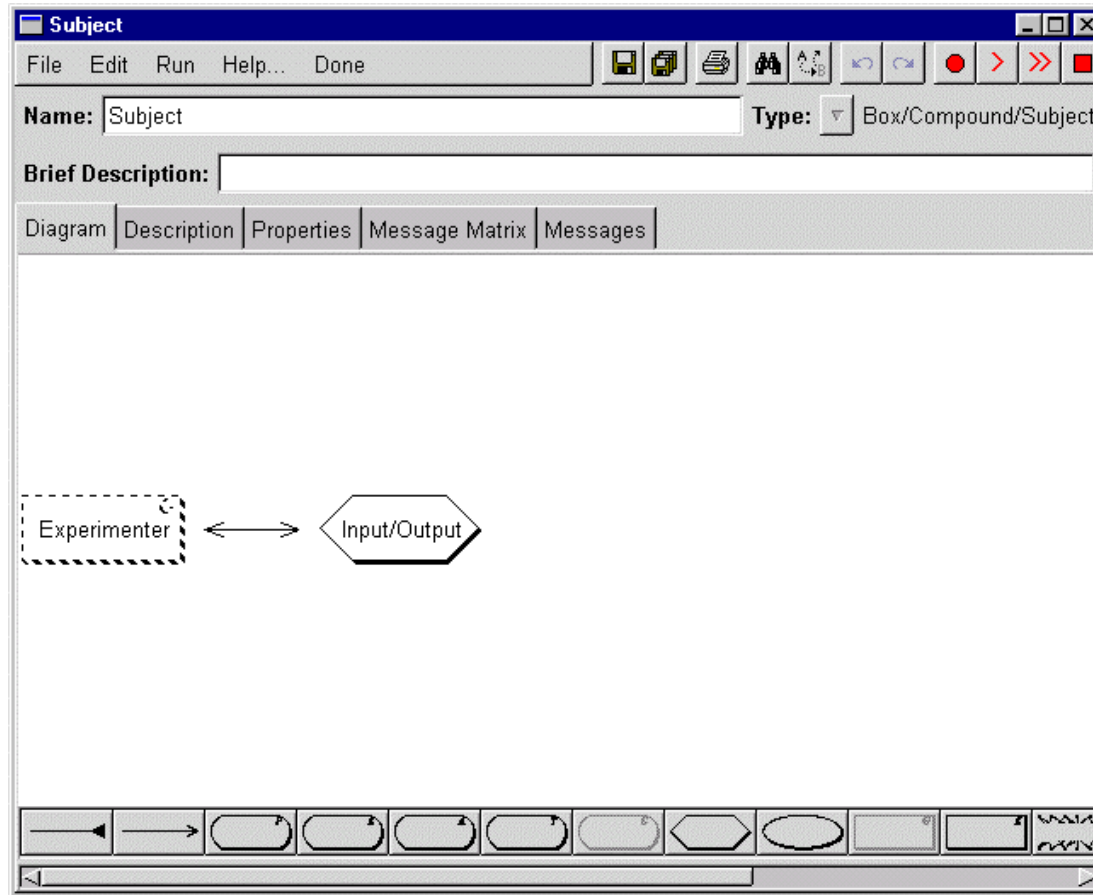 Subject
File Edit Run Help... Done
Name: Subject Type: Box/Compound/Subject
Brief Description:
Diagram Description Properties Message Matrix Messages
Experimenter Input/Output